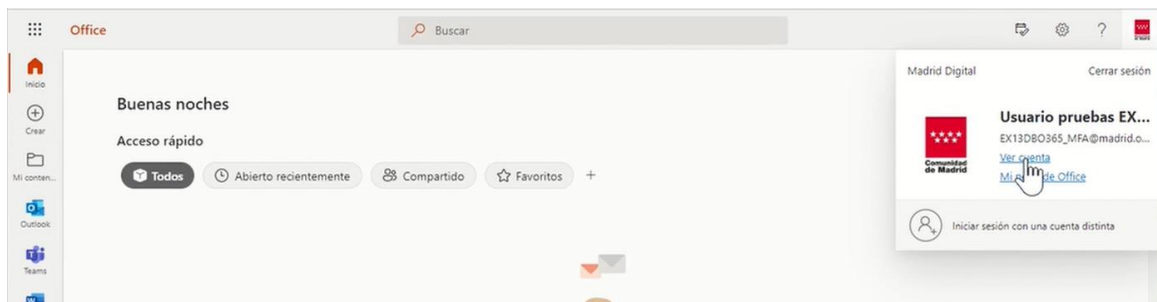 Office
Buscar
Inicio
Crear
Mi conten...
Outlook
Teams
Buenas noches
Acceso rápido
Todos
Abierto recientemente
Compartido
Favoritos
Madrid Digital
Cerrar sesión
Comunidad
de Madrid
Usuario pruebas EX...
EX13DBO365_MFA@madrid.o...
Ver cuenta
Mi de Office
Iniciar sesión con una cuenta distinta